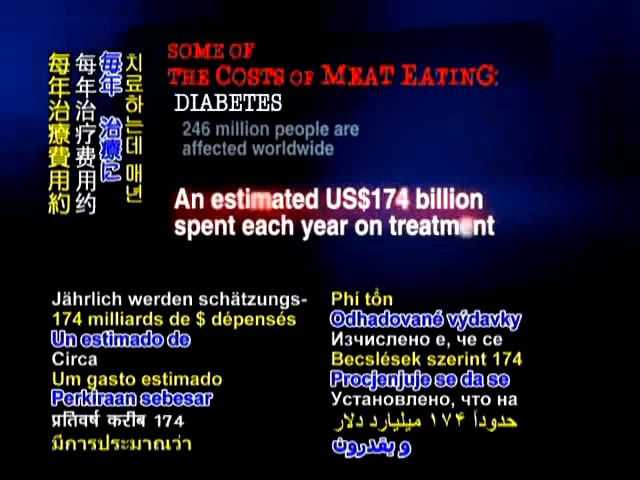 SOME OF
THE COSTS OF MEAT EATING:
DIABETES
246 million people are
affected worldwide
An estimated US$174 billion
spent each year on treatment
每年治療費用約
每年治疗费用约
毎年 治療に
치료하는데 매년
Jährlich werden schätzungs-
174 milliards de $ dépensés
Un estimado de
Circa
Um gasto estimado
Perkiraan sebesar
प्रतिवर्ष करीब 174
มีการประมาณว่า
Phí tổn
Odhadované výdavky
Изчислено е, че се
Becslések szerint 174
Procjenjuje se da se
Установлено, что на
حدوداً ۱۷۴ میلیارد دلار
و يقدرون